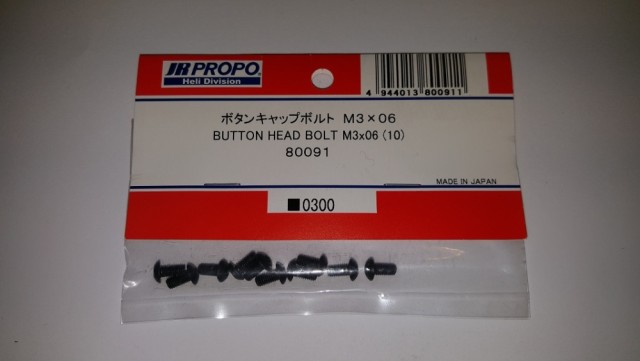 JR PROPO
Heli Division
4 944013 800911
ボタンキャップボルト M3×06
BUTTON HEAD BOLT M3x06 (10)
80091
MADE IN JAPAN
■0300